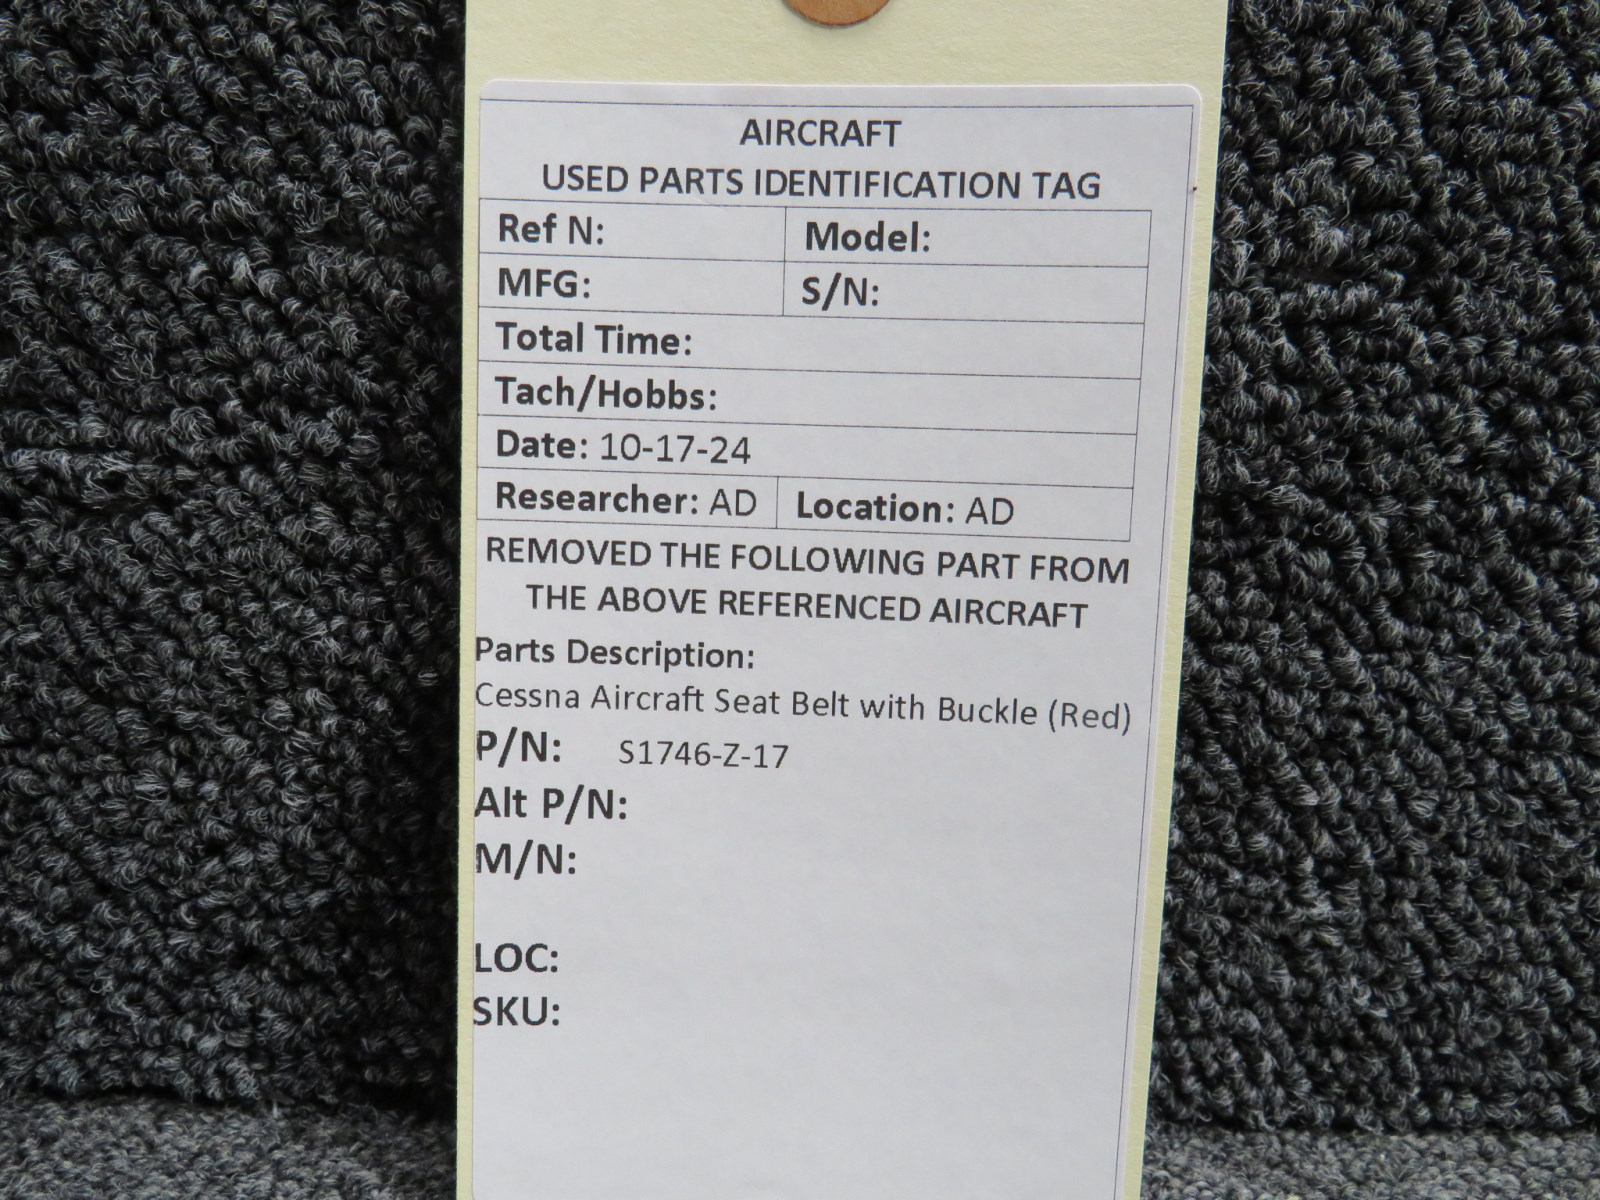 AIRCRAFT
USED PARTS IDENTIFICATION TAG
Ref N: Model:
MFG: S/N:
Total Time:
Tach/Hobbs:
Date: 10-17-24
Researcher: AD Location: AD
REMOVED THE FOLLOWING PART FROM
THE ABOVE REFERENCED AIRCRAFT
Parts Description:
Cessna Aircraft Seat Belt with Buckle (Red)
P/N: S1746-Z-17
Alt P/N:
M/N:
LOC:
SKU: